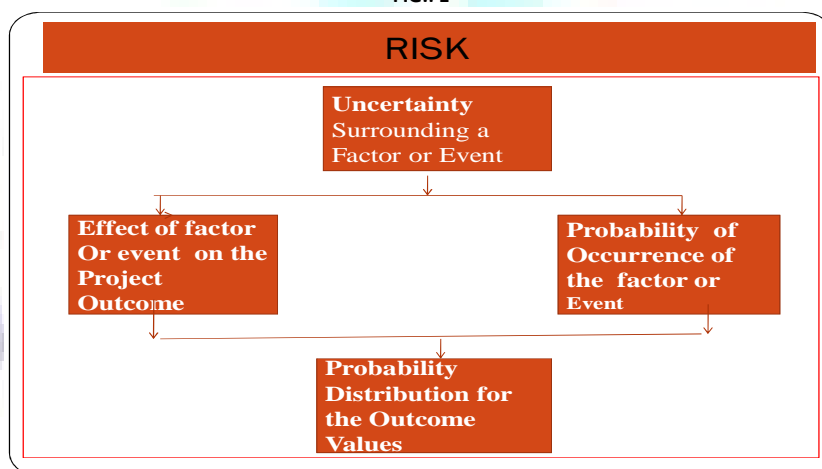 RISK
Uncertainty
Surrounding a
Factor or Event
Effect of factor
Or event on the
Project
Outcome
Probability of
Occurrence of
the factor or
Event
Probability
Distribution for
the Outcome
Values